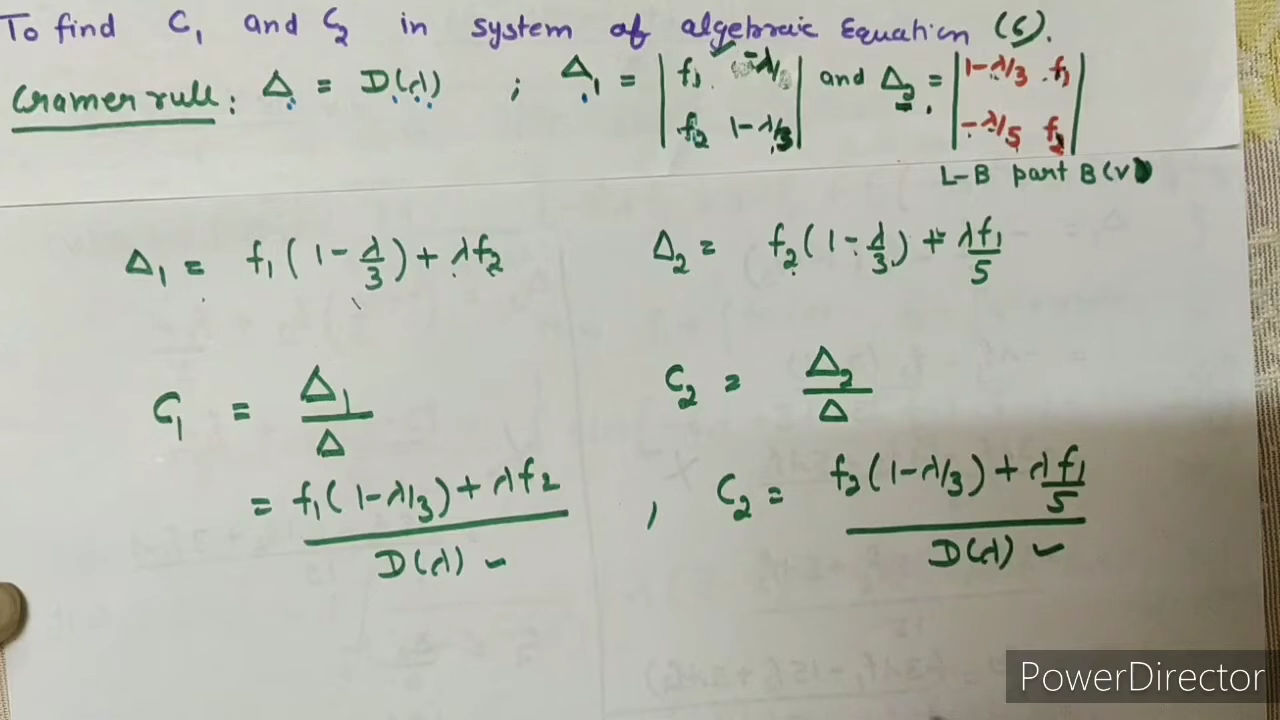 To find C₁ and C₂ in system of algebraic Equation (6).
Cramer rull: Δ = D(λ) ; Δ₁ = | f₁ -λ | and Δ₂ = | 1-λ/3 f₁ |
| f₂ 1-λ/3 | | -λ/5 f₂ |
L-B part B(v)
Δ₁ = f₁(1-λ/3)+λf₂ Δ₂ = f₂(1-λ/3) + λf₁/5
C₁ = Δ₁/Δ C₂ = Δ₂/Δ
= f₁(1-λ/3)+λf₂ / D(λ) , C₂ = f₂(1-λ/3)+λf₁/5 / D(λ)
PowerDirector